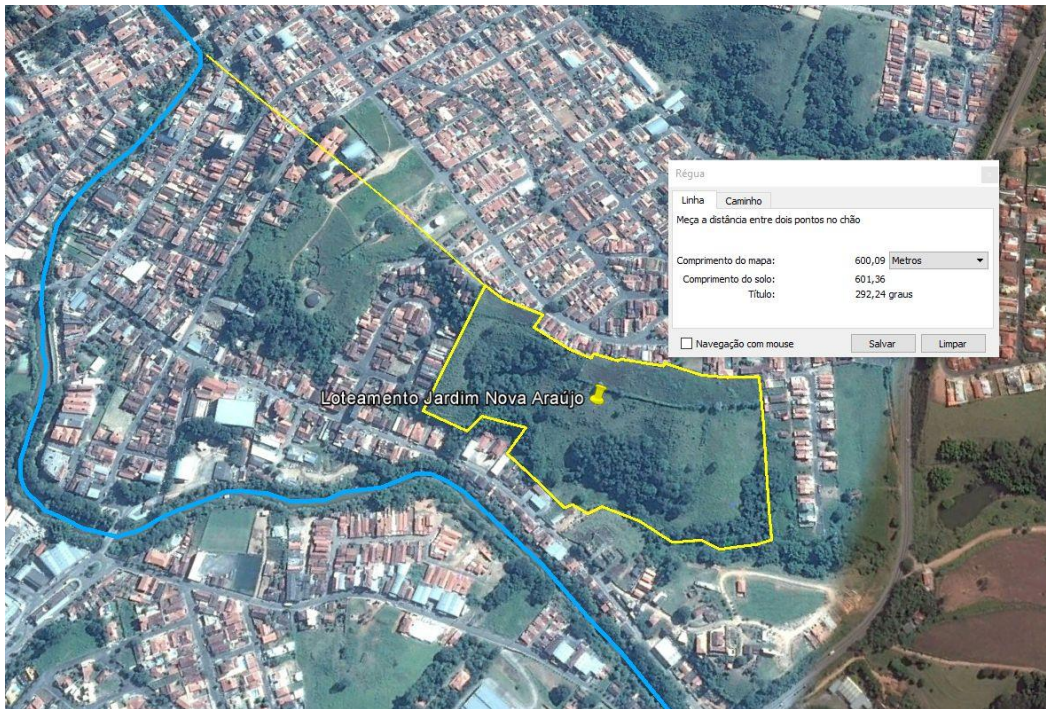 Régua
Linha Caminho
Meça a distância entre dois pontos no chão
Comprimento do mapa: 600,09 Metros
Comprimento do solo: 601,36
Título: 292,24 graus
Navegação com mouse Salvar Limpar
Loteamento Jardim Nova Araújo